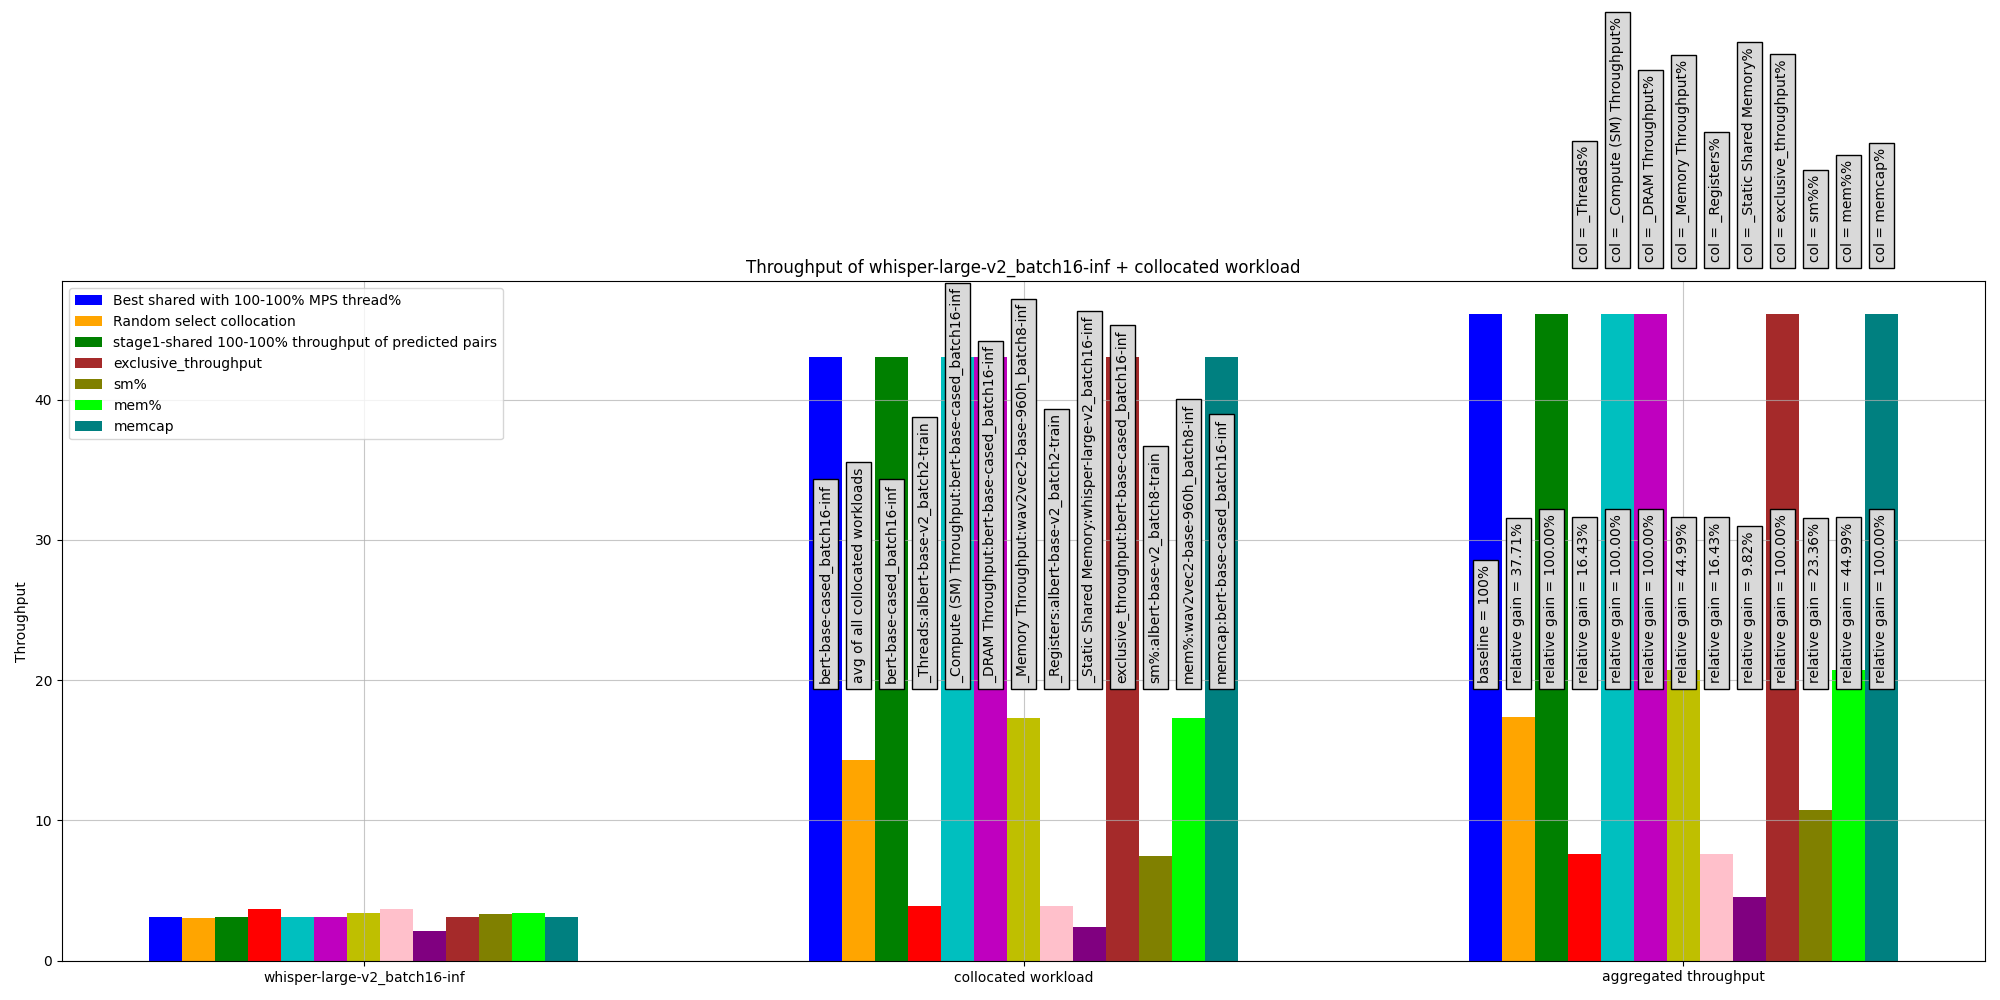 col = _Threads%
col = _Compute (SM) Throughput%
col = _DRAM Throughput%
col = _Memory Throughput%
col = _Registers%
col = _Static Shared Memory%
col = exclusive_throughput%
col = sm%%
col = mem%%
col = memcap%
Throughput of whisper-large-v2_batch16-inf + collocated workload
Best shared with 100-100% MPS thread%
Random select collocation
stage1-shared 100-100% throughput of predicted pairs
exclusive_throughput
sm%
mem%
memcap
Throughput
40
30
20
10
0
bert-base-cased_batch16-inf
avg of all collocated workloads
bert-base-cased_batch16-inf
_Threads:albert-base-v2_batch2-train
_Compute (SM) Throughput:bert-base-cased_batch16-inf
_DRAM Throughput:bert-base-cased_batch16-inf
_Memory Throughput:wav2vec2-base-960h_batch8-inf
_Registers:albert-base-v2_batch2-train
_Static Shared Memory:whisper-large-v2_batch16-inf
exclusive_throughput:bert-base-cased_batch16-inf
sm%:albert-base-v2_batch8-train
mem%:wav2vec2-base-960h_batch8-inf
memcap:bert-base-cased_batch16-inf
baseline = 100%
relative gain = 37.71%
relative gain = 100.00%
relative gain = 16.43%
relative gain = 100.00%
relative gain = 100.00%
relative gain = 44.99%
relative gain = 16.43%
relative gain = 9.82%
relative gain = 100.00%
relative gain = 23.36%
relative gain = 44.99%
relative gain = 100.00%
whisper-large-v2_batch16-inf
collocated workload
aggregated throughput